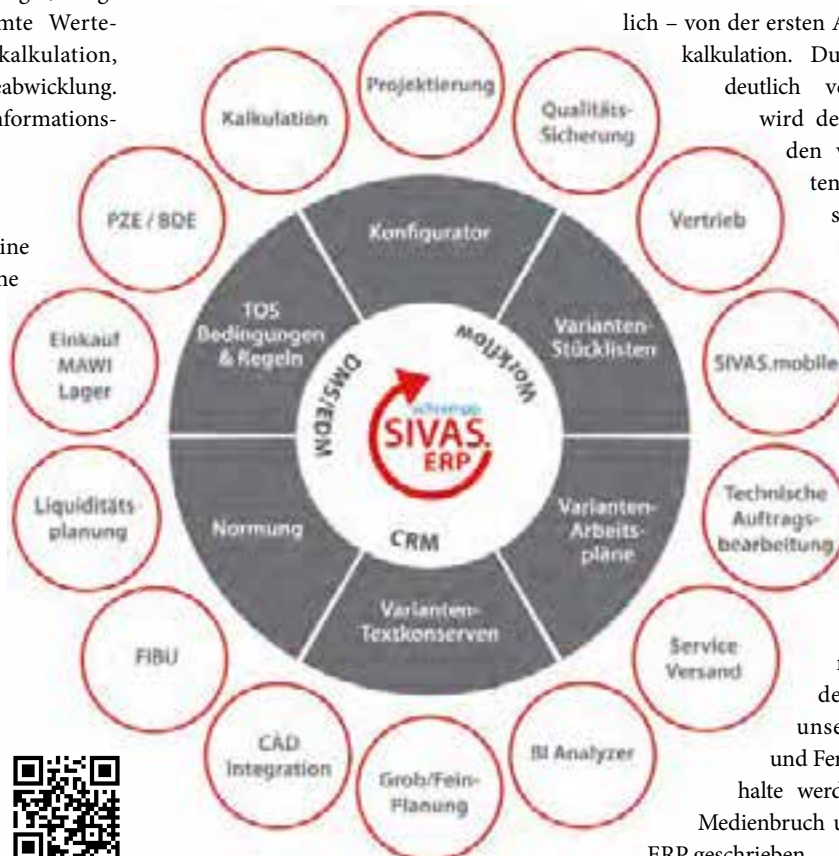 mte Werte-
kalkulation,
abwicklung.
nformations-
ine
ne
lich – von der ersten A
kalkulation. Du
deutlich ve
wird de
den v
ten
s
Projektierung
Qualitäts-
Sicherung
Vertrieb
SIVAS.mobile
Technische
Auftrags-
bearbeitung
Service
Versand
BI Analyzer
Grob/Fein-
Planung
CAD
Integration
FIBU
Liquiditäts-
planung
Einkauf
MAWI
Lager
PZE / BDE
Kalkulation
Konfigurator
Varianten-
Stücklisten
Varianten-
Arbeits-
pläne
Varianten-
Textkonserven
Normung
TOS
Bedingungen
& Regeln
DMS/EDM
Workflow
CRM
schrempp
SIVAS.
ERP
de
unse
und Fer
halte werd
Medienbruch u
ERP geschrieben